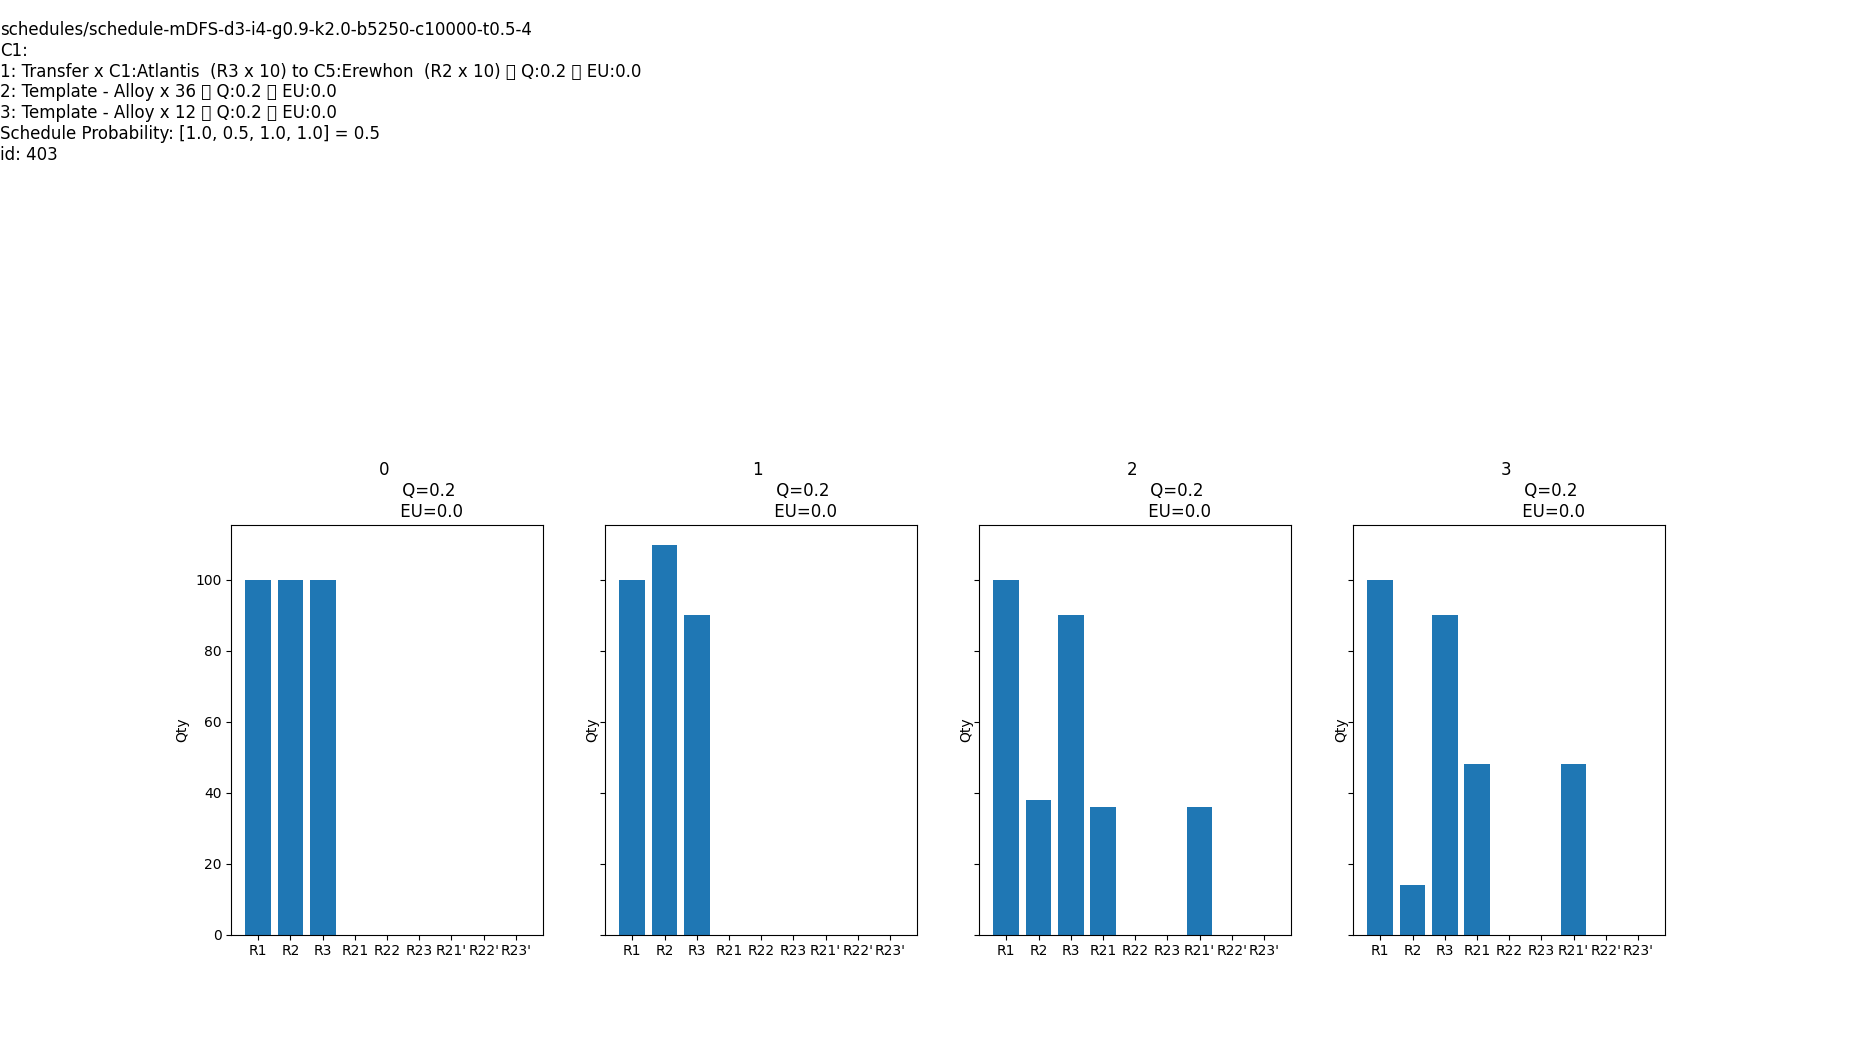 schedules/schedule-mDFS-d3-i4-g0.9-k2.0-b5250-c10000-t0.5-4
C1:
1: Transfer x C1:Atlantis  (R3 x 10) to C5:Erewhon  (R2 x 10) ▯ Q:0.2 ▯ EU:0.0
2: Template - Alloy x 36 ▯ Q:0.2 ▯ EU:0.0
3: Template - Alloy x 12 ▯ Q:0.2 ▯ EU:0.0
Schedule Probability: [1.0, 0.5, 1.0, 1.0] = 0.5
id: 403
0
Q=0.2
EU=0.0
Qty
100
80
60
40
20
0
R1 R2 R3 R21 R22 R23 R21' R22' R23'
1
Q=0.2
EU=0.0
Qty
R1 R2 R3 R21 R22 R23 R21' R22' R23'
2
Q=0.2
EU=0.0
Qty
R1 R2 R3 R21 R22 R23 R21' R22' R23'
3
Q=0.2
EU=0.0
Qty
R1 R2 R3 R21 R22 R23 R21' R22' R23'